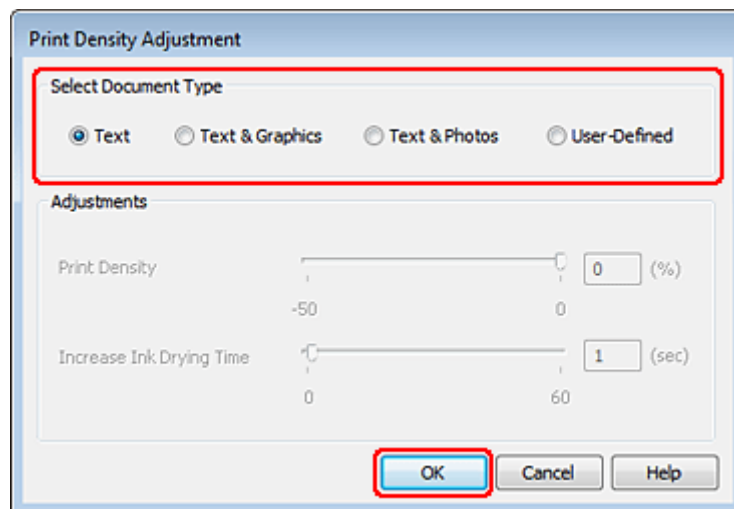 Print Density Adjustment
Select Document Type
Text Text & Graphics Text & Photos User-Defined
Adjustments
Print Density 0 (%)
-50 0
Increase Ink Drying Time 1 (sec)
0 60
OK Cancel Help